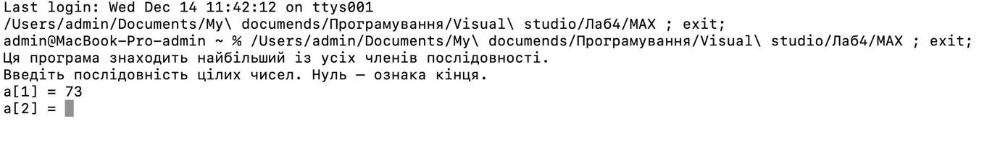 Last login: Wed Dec 14 11:42:12 on ttys001
/Users/admin/Documents/My\ documends/Програмування/Visual\ studio/Лаб4/MAX ; exit;
admin@MacBook-Pro-admin ~ % /Users/admin/Documents/My\ documends/Програмування/Visual\ studio/Лаб4/MAX ; exit;
Ця програма знаходить найбільший із усіх членів послідовності.
Введіть послідовність цілих чисел. Нуль — ознака кінця.
a[1] = 73
a[2] =